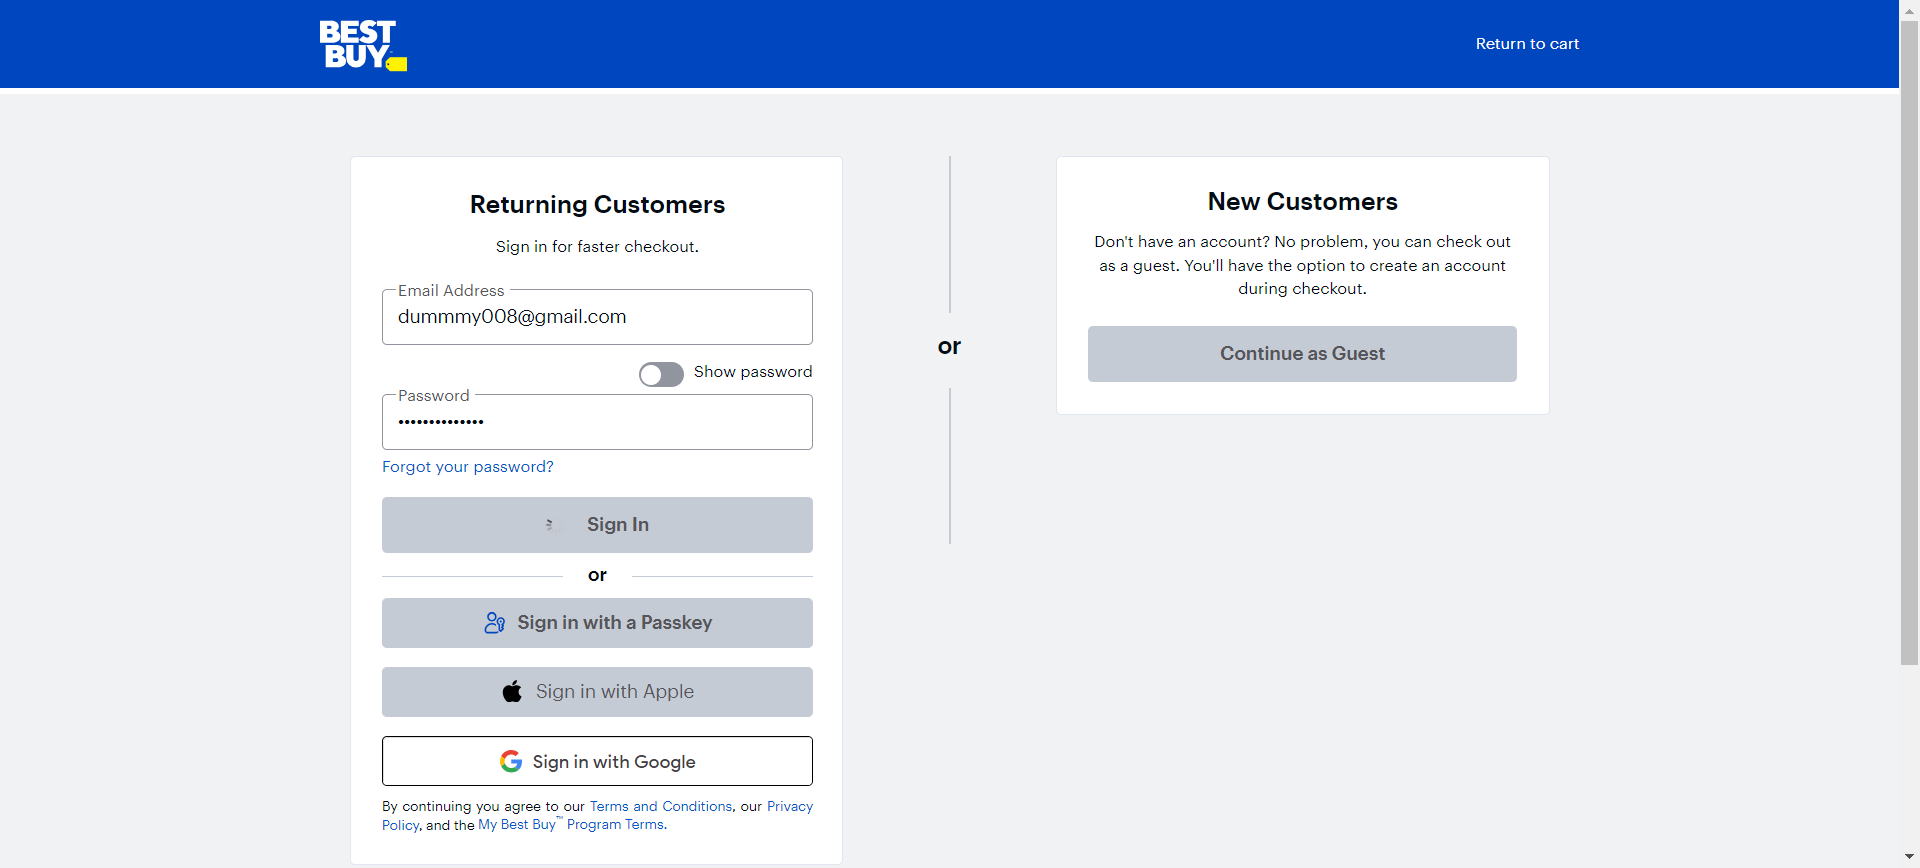 BEST
BUY
Return to cart
Returning Customers
Sign in for faster checkout.
Email Address
dummmy008@gmail.com
Show password
Password
••••••••••••••
Forgot your password?
Sign In
or
Sign in with a Passkey
Sign in with Apple
Sign in with Google
By continuing you agree to our Terms and Conditions, our Privacy
Policy, and the My Best Buy™ Program Terms.
or
New Customers
Don't have an account? No problem, you can check out
as a guest. You'll have the option to create an account
during checkout.
Continue as Guest